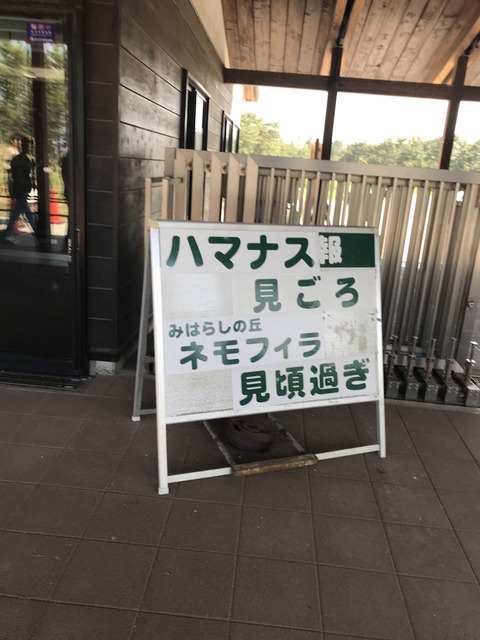 ハマナス報
見ごろ
みはらしの丘
ネモフィラ
見頃過ぎ